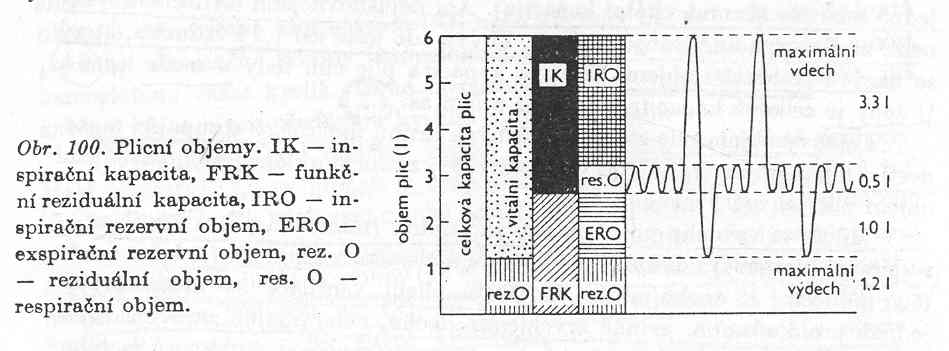 Obr. 100. Plicní objemy. IK — in-
spirační kapacita, FRK — funkč-
ní reziduální kapacita, IRO — in-
spirační rezervní objem, ERO —
exspirační rezervní objem, rez. O
— reziduální objem, res. O —
respirační objem.
objem plic (l)
6
5
4
3
2
1
celková kapacita plic
vitální kapacita
rez.O
IK
FRK
IRO
res.O
ERO
rez.O
maximální
vdech
3.3 l
0,5 l
1,0 l
maximální
výdech
1,2 l